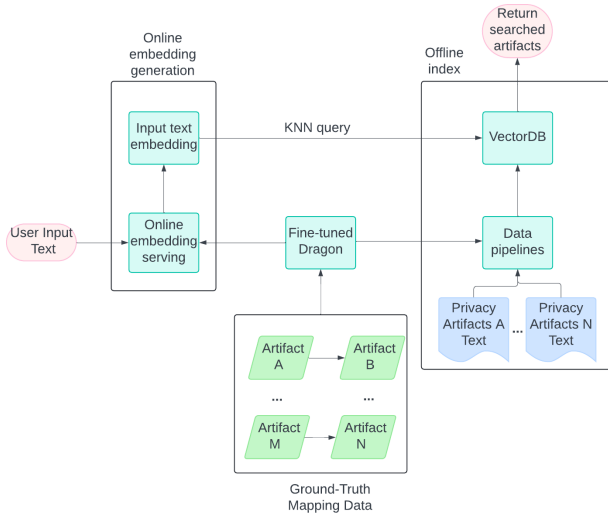 Return
searched
artifacts
Online
embedding
generation
Offline
index
Input text
embedding
KNN query
VectorDB
User Input
Text
Online
embedding
serving
Fine-tuned
Dragon
Data
pipelines
Privacy
Artifacts A
Text
...
Privacy
Artifacts N
Text
Artifact
A
Artifact
B
...
...
Artifact
M
Artifact
N
Ground-Truth
Mapping Data